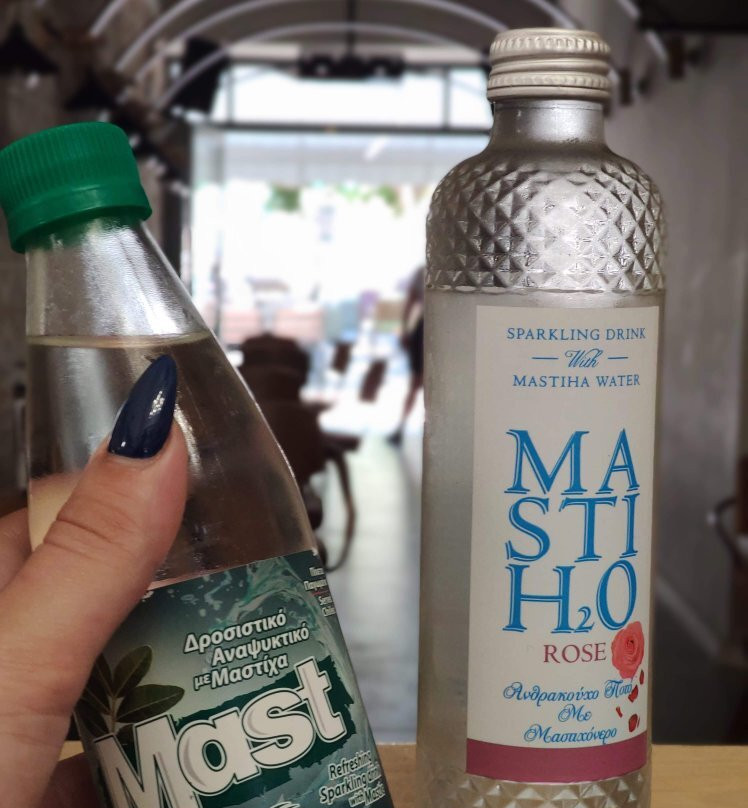 Δροσιστικό
Αναψυκτικό
με Μαστίχα
Mast
Refreshing
Sparkling
with
SPARKLING DRINK
With
MASTIHA WATER
MA
STI
H2O
ROSE
Ανθρακούχο Ποτό
Με
Μαστιχόνερο